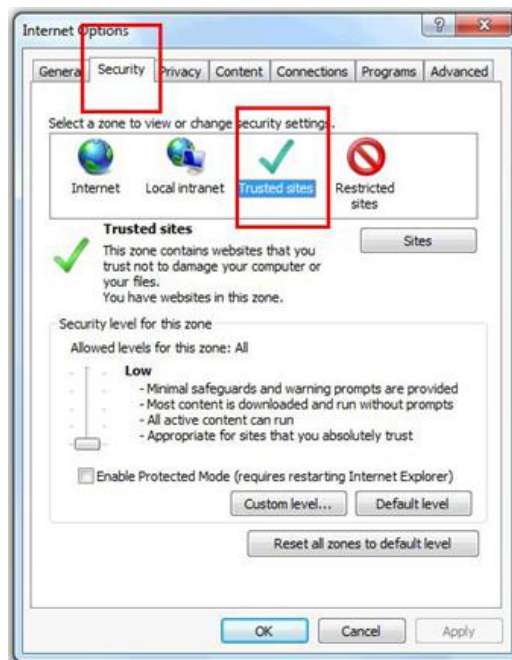 Internet Options
General Security Privacy Content Connections Programs Advanced
Select a zone to view or change security settings.
Internet Local intranet Trusted sites Restricted
sites
Trusted sites
Sites
This zone contains websites that you
trust not to damage your computer or
your files.
You have websites in this zone.
Security level for this zone
Allowed levels for this zone: All
Low
- Minimal safeguards and warning prompts are provided
- Most content is downloaded and run without prompts
- All active content can run
- Appropriate for sites that you absolutely trust
Enable Protected Mode (requires restarting Internet Explorer)
Custom level... Default level
Reset all zones to default level
OK Cancel Apply